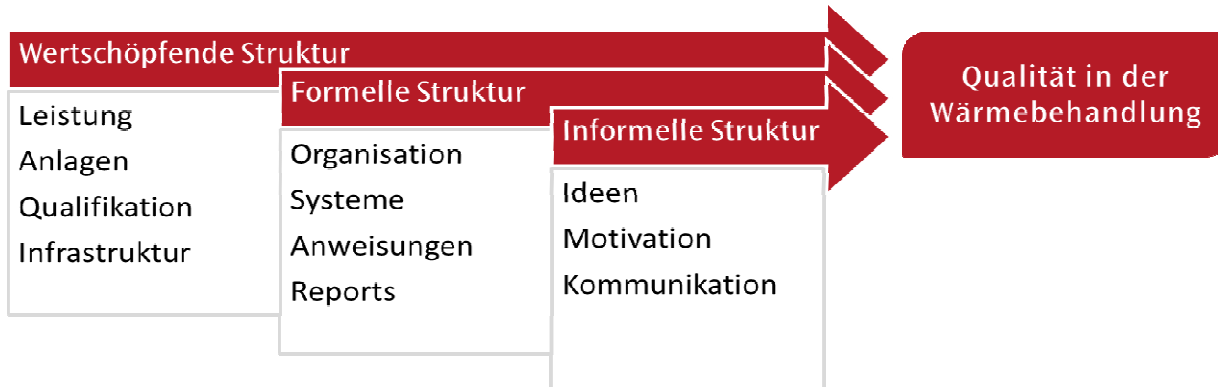 Wertschöpfende Struktur
Leistung
Anlagen
Qualifikation
Infrastruktur
Formelle Struktur
Organisation
Systeme
Anweisungen
Reports
Informelle Struktur
Ideen
Motivation
Kommunikation
Qualität in der
Wärmebehandlung